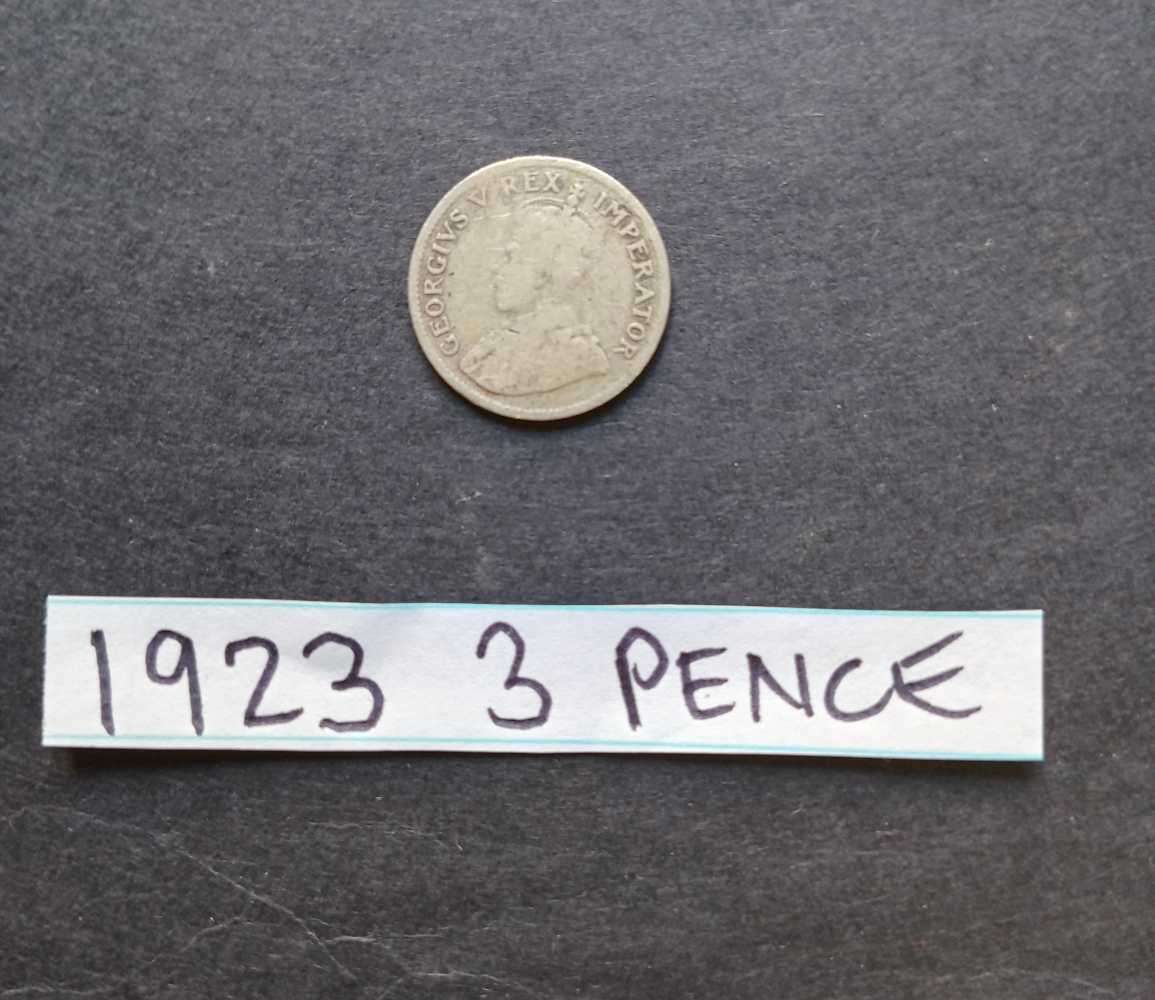 GEORGIVS V REX IMPERATOR
1923 3 PENCE